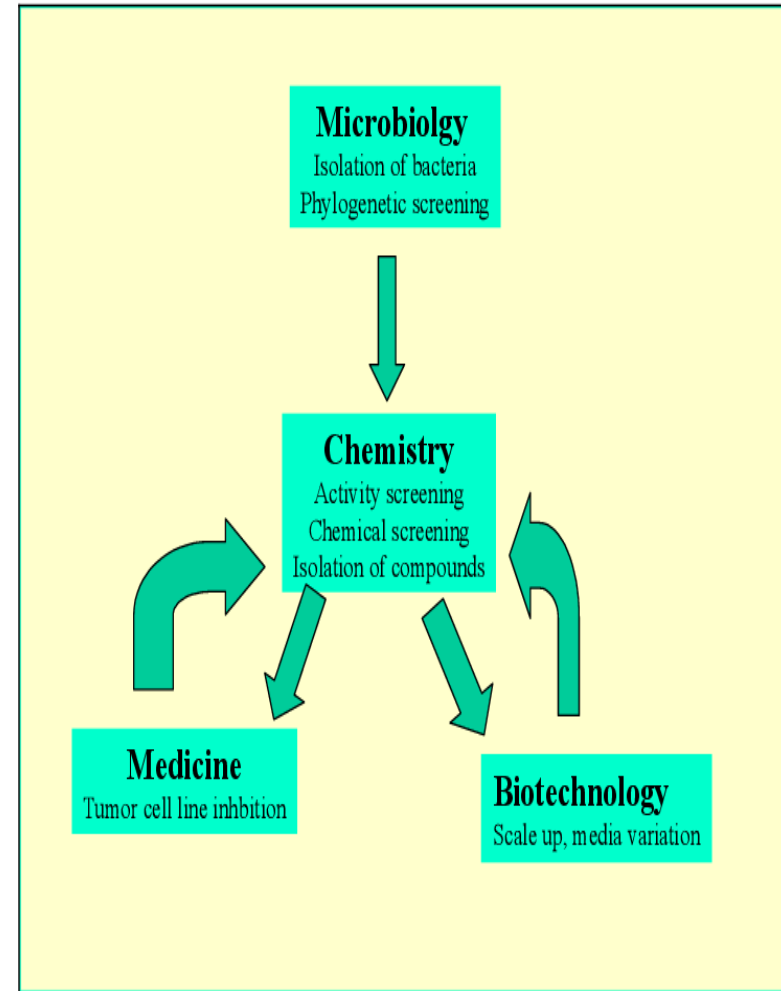 Microbiolgy
Isolation of bacteria
Phylogenetic screening
Chemistry
Activity screening
Chemical screening
Isolation of compounds
Medicine
Tumor cell line inhbition
Biotechnology
Scale up, media variation